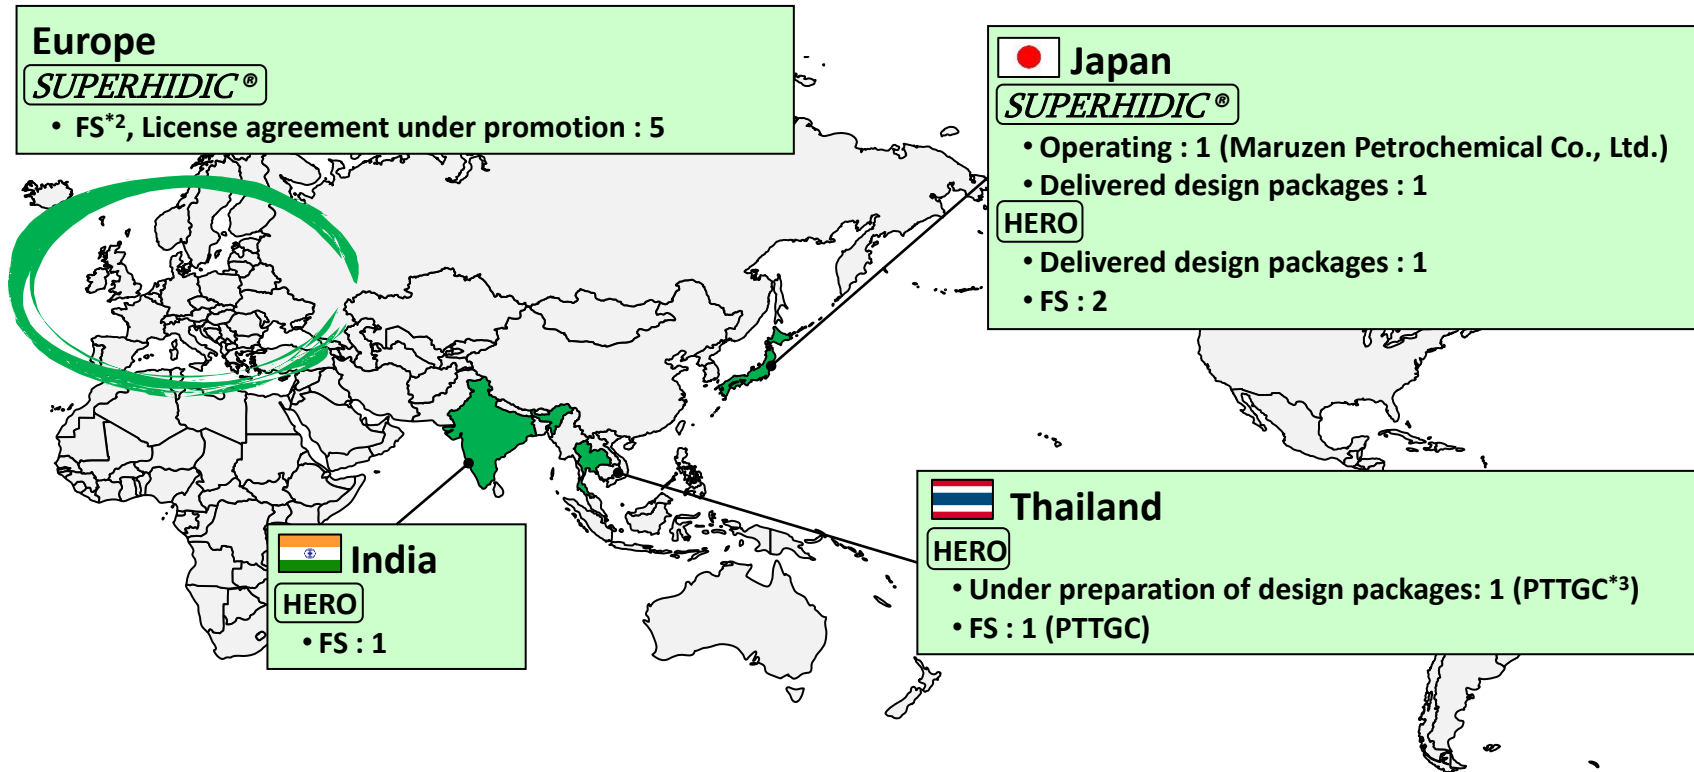 Europe
SUPERHIDIC®
• FS*2, License agreement under promotion : 5
Japan
SUPERHIDIC®
• Operating : 1 (Maruzen Petrochemical Co., Ltd.)
• Delivered design packages : 1
HERO
• Delivered design packages : 1
• FS : 2
India
HERO
• FS : 1
Thailand
HERO
• Under preparation of design packages: 1 (PTTGC*3)
• FS : 1 (PTTGC)